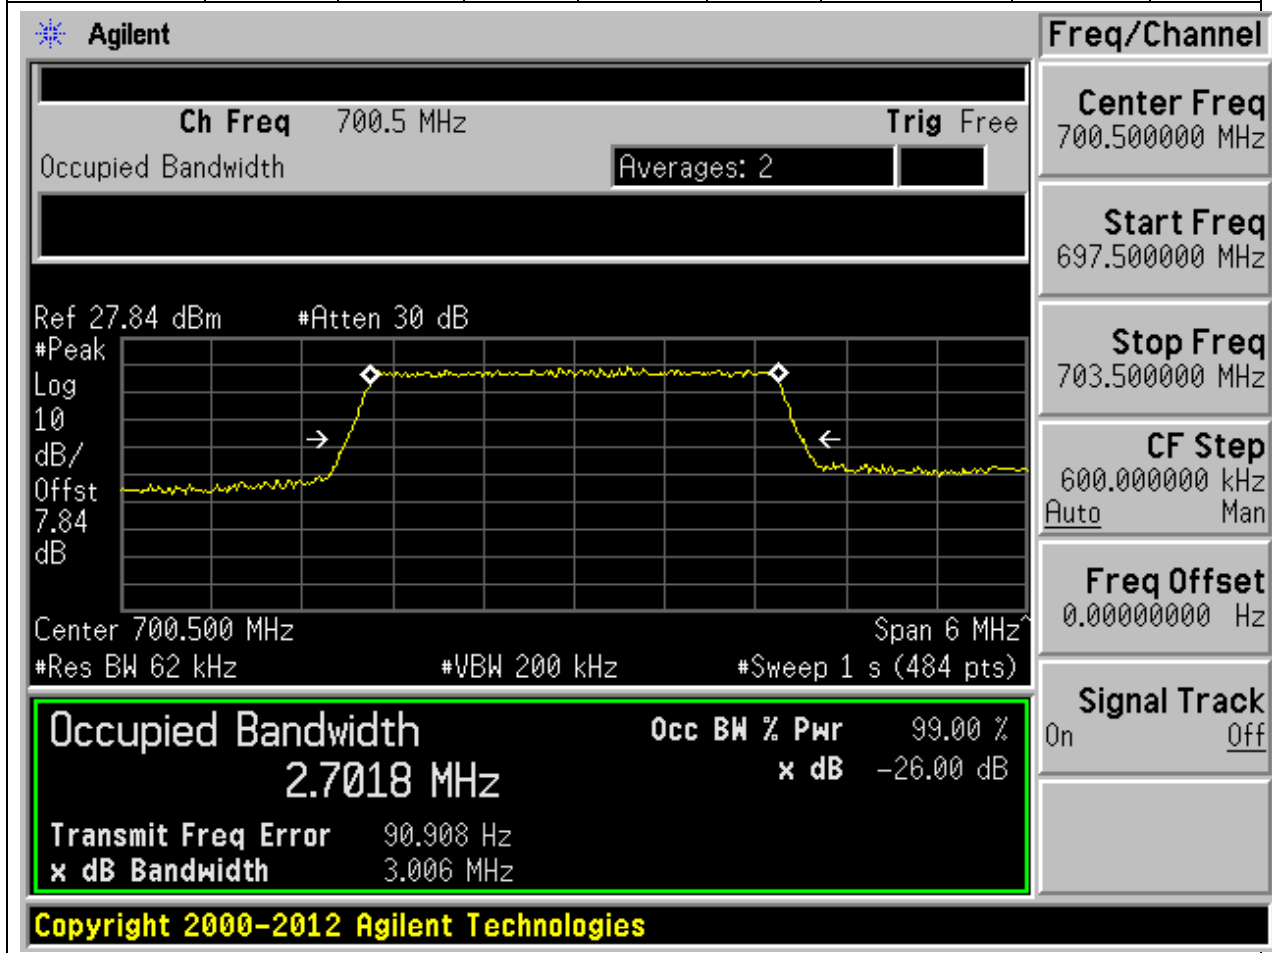 Agilent
Freq/Channel
Ch Freq 700.5 MHz Trig Free
Occupied Bandwidth Averages: 2
Center Freq
700.500000 MHz
Start Freq
697.500000 MHz
Stop Freq
703.500000 MHz
CF Step
600.000000 kHz
Auto Man
Freq Offset
0.00000000 Hz
Signal Track
On Off
Ref 27.84 dBm #Atten 30 dB
#Peak
Log
10
dB/
Offst
7.84
dB
Center 700.500 MHz Span 6 MHz^
#Res BW 62 kHz #VBW 200 kHz #Sweep 1 s (484 pts)
Occupied Bandwidth Occ BW % Pwr 99.00 %
2.7018 MHz x dB -26.00 dB
Transmit Freq Error 90.908 Hz
x dB Bandwidth 3.006 MHz
Copyright 2000-2012 Agilent Technologies